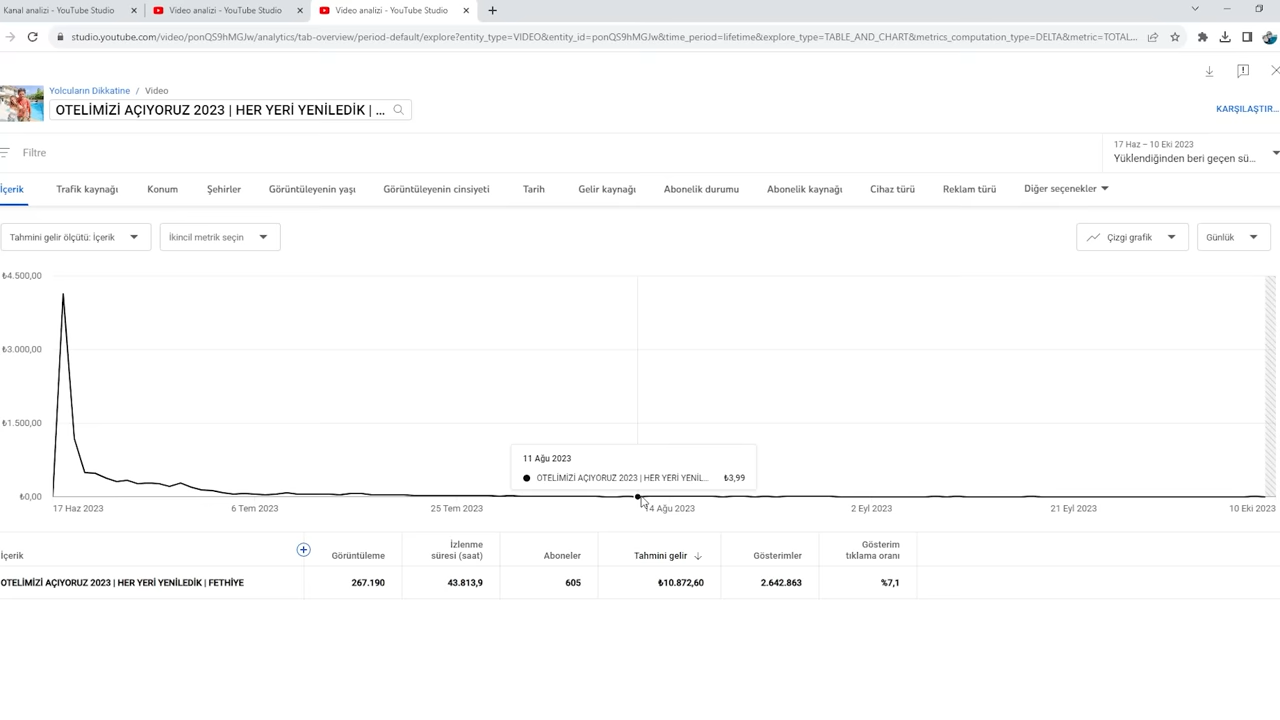 Kanal analizi - YouTube Studio
Video analizi - YouTube Studio
Video analizi - YouTube Studio
studio.youtube.com/video/ponQS9hMGJw/analytics/tab-overview/period-default/explore?entity_type=VIDEO&entity_id=ponQS9hMGJw&time_period=lifetime&explore_type=TABLE_AND_CHART&metrics_computation_type=DELTA&metric=TOTAL...
Yolcuların Dikkatine / Video
OTELİMİZİ AÇIYORUZ 2023 | HER YERİ YENİLEDİK | ...
KARŞILAŞTIR...
Filtre
17 Haz – 10 Eki 2023
Yüklendiğinden beri geçen sü...
İçerik Trafik kaynağı Konum Şehirler Görüntüleyenin yaşı Görüntüleyenin cinsiyeti Tarih Gelir kaynağı Abonelik durumu Abonelik kaynağı Cihaz türü Reklam türü Diğer seçenekler
Tahmini gelir ölçütü: İçerik İkincil metrik seçin Çizgi grafik Günlük
₺4.500,00
₺3.000,00
₺1.500,00
₺0,00
11 Ağu 2023
OTELİMİZİ AÇIYORUZ 2023 | HER YERİ YENİL... ₺3,99
17 Haz 2023 6 Tem 2023 25 Tem 2023 14 Ağu 2023 2 Eyl 2023 21 Eyl 2023 10 Eki 2023
İçerik Görüntüleme İzlenme süresi (saat) Aboneler Tahmini gelir Gösterimler Gösterim tıklama oranı
OTELİMİZİ AÇIYORUZ 2023 | HER YERİ YENİLEDİK | FETHİYE 267.190 43.813,9 605 ₺10.872,60 2.642.863 %7,1